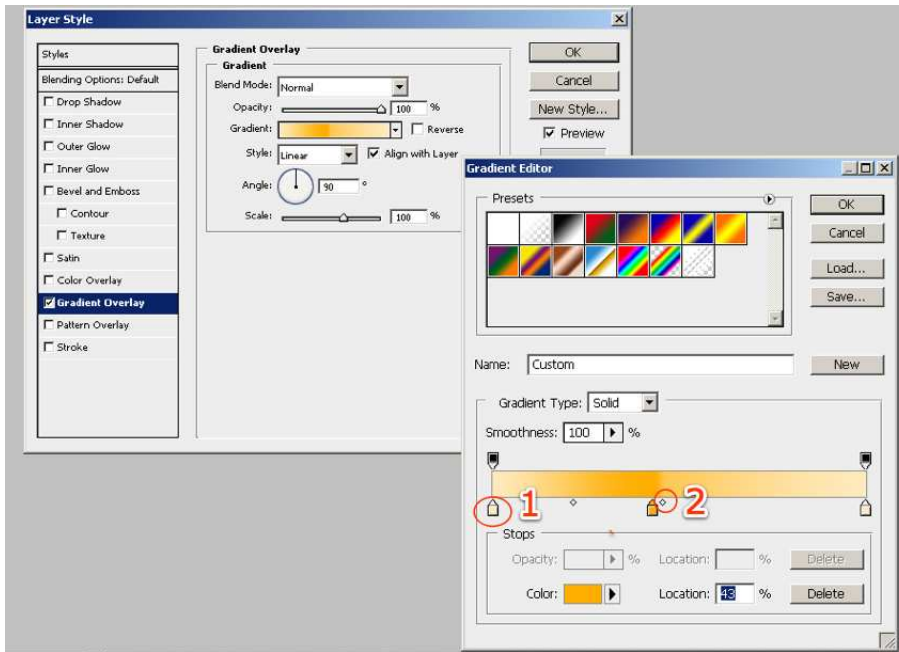 Layer Style
Styles
Blending Options: Default
Drop Shadow
Inner Shadow
Outer Glow
Inner Glow
Bevel and Emboss
Contour
Texture
Satin
Color Overlay
Gradient Overlay
Pattern Overlay
Stroke
Gradient Overlay
Gradient
Blend Mode: Normal
Opacity: 100 %
Gradient: Reverse
Style: Linear Align with Layer
Angle: 90 °
Scale: 100 %
OK
Cancel
New Style...
Preview
Gradient Editor
Presets
OK
Cancel
Load...
Save...
Name: Custom New
Gradient Type: Solid
Smoothness: 100 %
1 2
Stops
Opacity: % Location: % Delete
Color: Location: 43 % Delete